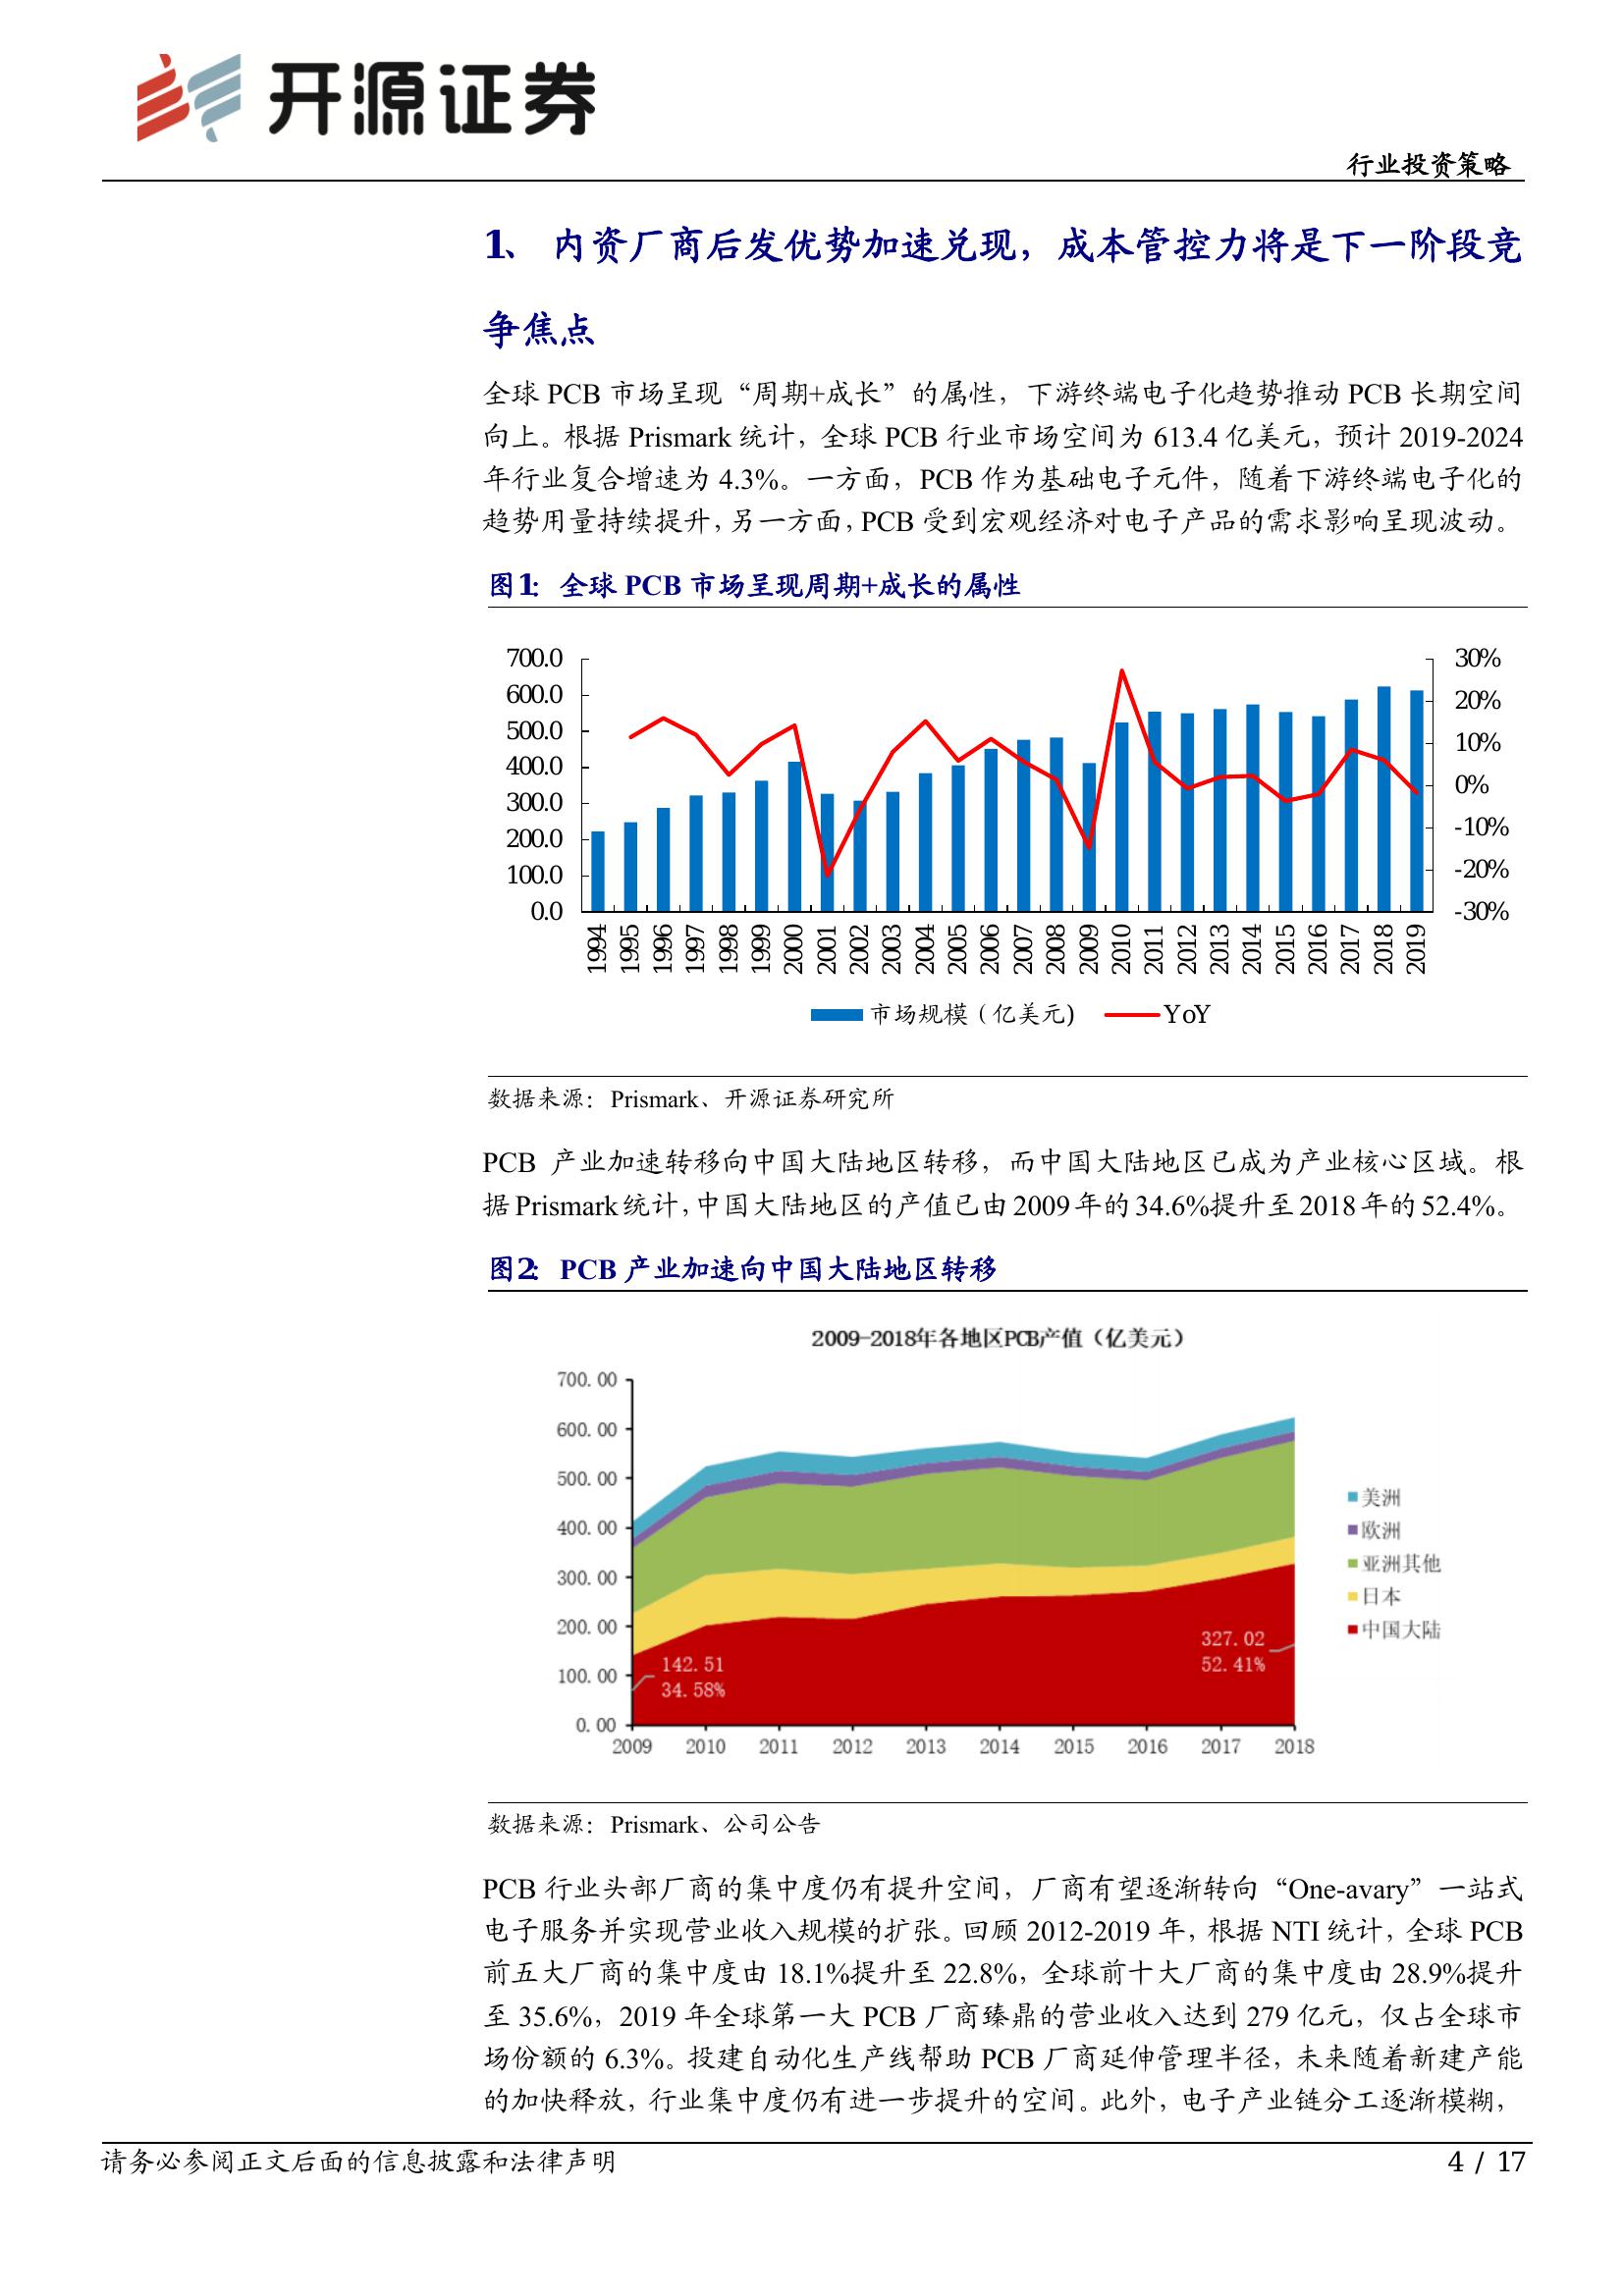 开源证券
行业投资策略
1、 内资厂商后发优势加速兑现，成本管控力将是下一阶段竞
争焦点
全球 PCB 市场呈现“周期+成长”的属性，下游终端电子化趋势推动 PCB 长期空间
向上。根据 Prismark 统计，全球 PCB 行业市场空间为 613.4 亿美元，预计 2019-2024
年行业复合增速为 4.3%。一方面，PCB 作为基础电子元件，随着下游终端电子化的
趋势用量持续提升，另一方面，PCB 受到宏观经济对电子产品的需求影响呈现波动。
图1：全球 PCB 市场呈现周期+成长的属性
700.0
600.0
500.0
400.0
300.0
200.0
100.0
0.0
30%
20%
10%
0%
-10%
-20%
-30%
1994 1995 1996 1997 1998 1999 2000 2001 2002 2003 2004 2005 2006 2007 2008 2009 2010 2011 2012 2013 2014 2015 2016 2017 2018 2019
市场规模（亿美元） YoY
数据来源：Prismark、开源证券研究所
PCB 产业加速转移向中国大陆地区转移，而中国大陆地区已成为产业核心区域。根
据 Prismark 统计，中国大陆地区的产值已由 2009 年的 34.6%提升至 2018 年的 52.4%。
图2：PCB 产业加速向中国大陆地区转移
2009-2018年各地区PCB产值（亿美元）
700.00
600.00
500.00
400.00
300.00
200.00
100.00
0.00
142.51
34.58%
327.02
52.41%
美洲
欧洲
亚洲其他
日本
中国大陆
2009 2010 2011 2012 2013 2014 2015 2016 2017 2018
数据来源：Prismark、公司公告
PCB 行业头部厂商的集中度仍有提升空间，厂商有望逐渐转向“One-avary”一站式
电子服务并实现营业收入规模的扩张。回顾 2012-2019 年，根据 NTI 统计，全球 PCB
前五大厂商的集中度由 18.1%提升至 22.8%，全球前十大厂商的集中度由 28.9%提升
至 35.6%，2019 年全球第一大 PCB 厂商臻鼎的营业收入达到 279 亿元，仅占全球市
场份额的 6.3%。投建自动化生产线帮助 PCB 厂商延伸管理半径，未来随着新建产能
的加快释放，行业集中度仍有进一步提升的空间。此外，电子产业链分工逐渐模糊，
请务必参阅正文后面的信息披露和法律声明
4 / 17